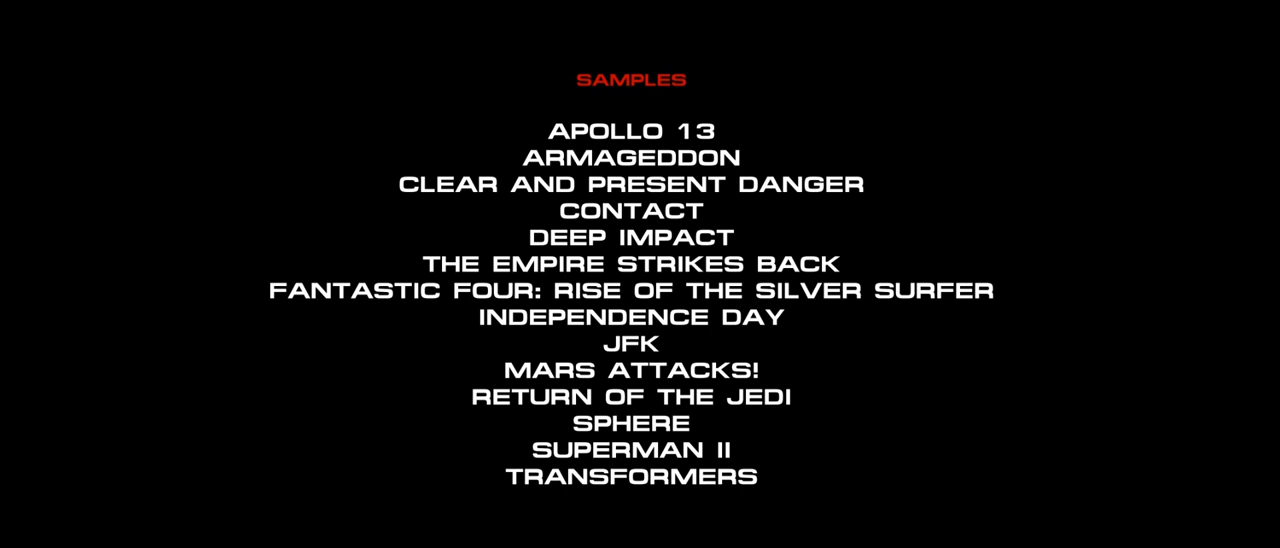 SAMPLES
APOLLO 13
ARMAGEDDON
CLEAR AND PRESENT DANGER
CONTACT
DEEP IMPACT
THE EMPIRE STRIKES BACK
FANTASTIC FOUR: RISE OF THE SILVER SURFER
INDEPENDENCE DAY
JFK
MARS ATTACKS!
RETURN OF THE JEDI
SPHERE
SUPERMAN II
TRANSFORMERS